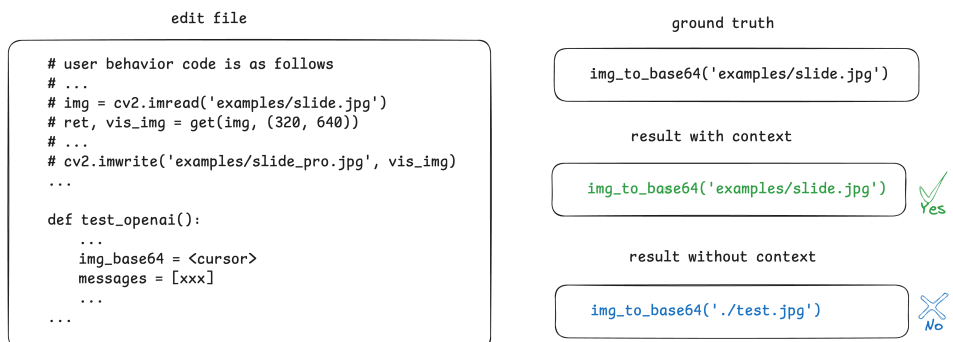 edit file
# user behavior code is as follows
# ...
# img = cv2.imread('examples/slide.jpg')
# ret, vis_img = get(img, (320, 640))
# ...
# cv2.imwrite('examples/slide_pro.jpg', vis_img)
...
def test_openai():
...
img_base64 = <cursor>
messages = [xxx]
...
...
ground truth
img_to_base64('examples/slide.jpg')
result with context
img_to_base64('examples/slide.jpg')
Yes
result without context
img_to_base64('./test.jpg')
No